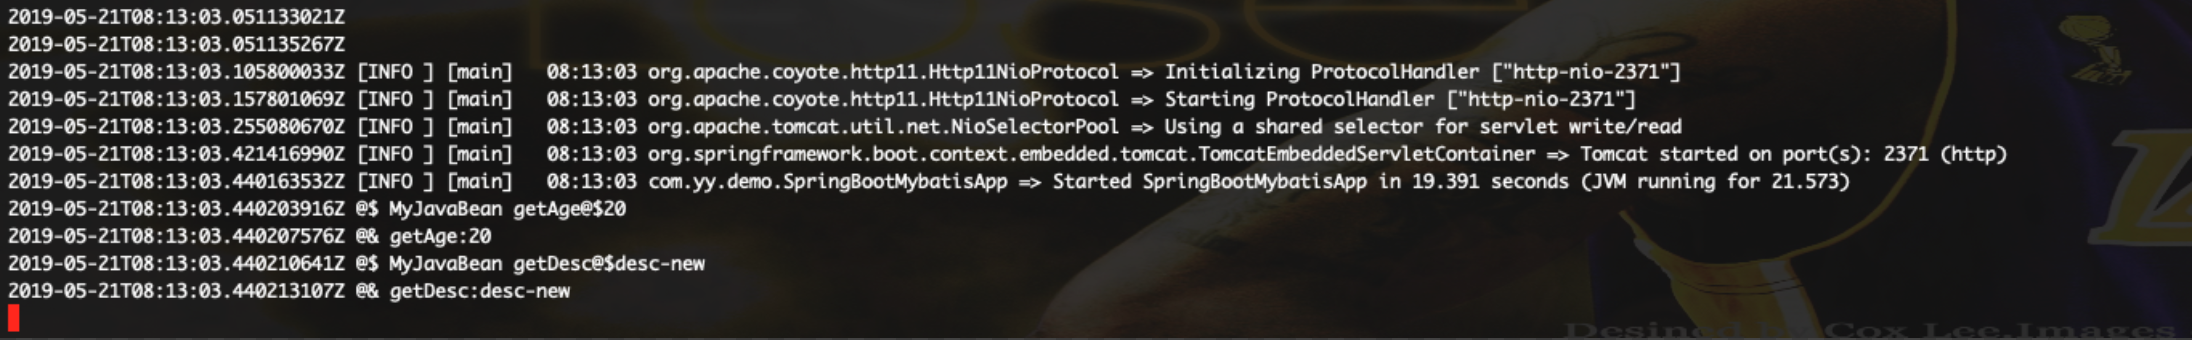 2019-05-21T08:13:03.051133021Z
2019-05-21T08:13:03.051135267Z
2019-05-21T08:13:03.105800033Z [INFO ] [main]   08:13:03 org.apache.coyote.http11.Http11NioProtocol => Initializing ProtocolHandler ["http-nio-2371"]
2019-05-21T08:13:03.157801069Z [INFO ] [main]   08:13:03 org.apache.coyote.http11.Http11NioProtocol => Starting ProtocolHandler ["http-nio-2371"]
2019-05-21T08:13:03.255080670Z [INFO ] [main]   08:13:03 org.apache.tomcat.util.net.NioSelectorPool => Using a shared selector for servlet write/read
2019-05-21T08:13:03.421416990Z [INFO ] [main]   08:13:03 org.springframework.boot.context.embedded.tomcat.TomcatEmbeddedServletContainer => Tomcat started on port(s): 2371 (http)
2019-05-21T08:13:03.440163532Z [INFO ] [main]   08:13:03 com.yy.demo.SpringBootMybatisApp => Started SpringBootMybatisApp in 19.391 seconds (JVM running for 21.573)
2019-05-21T08:13:03.440203916Z @$ MyJavaBean getAge@$20
2019-05-21T08:13:03.440207576Z @& getAge:20
2019-05-21T08:13:03.440210641Z @$ MyJavaBean getDesc@$desc-new
2019-05-21T08:13:03.440213107Z @& getDesc:desc-new
Desined by Cox Lee.Images